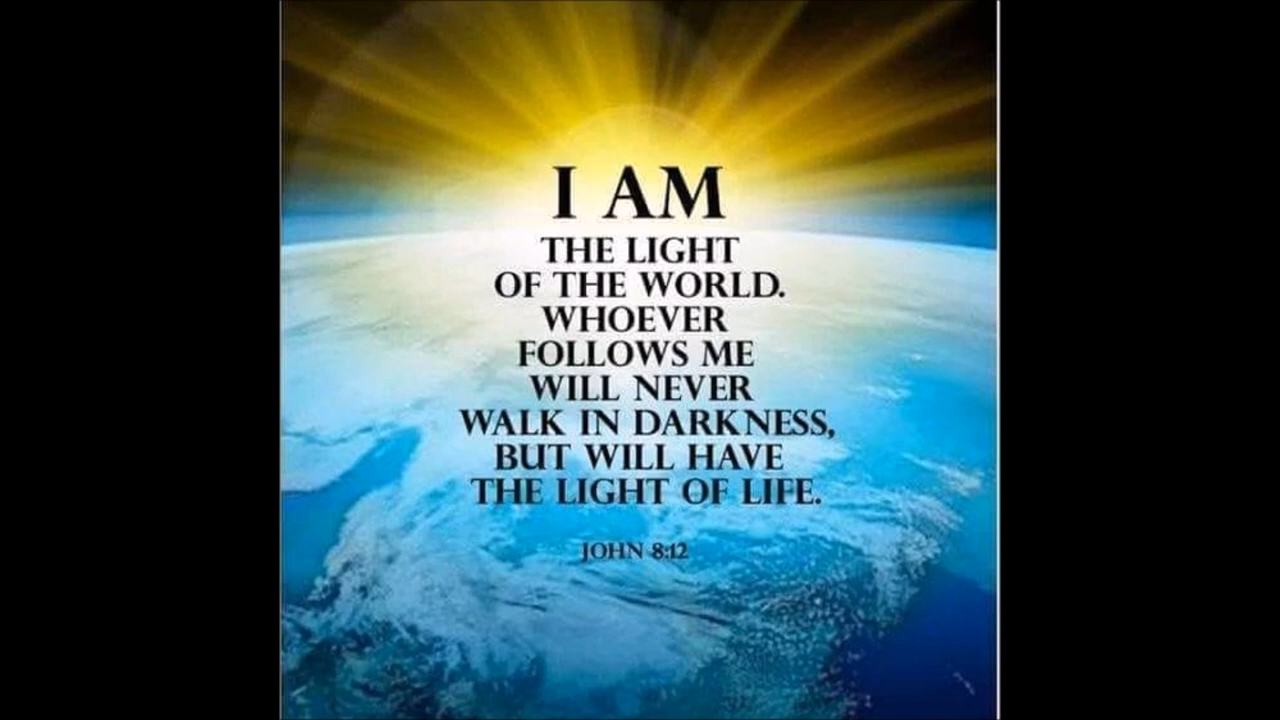 I AM
THE LIGHT
OF THE WORLD.
WHOEVER
FOLLOWS ME
WILL NEVER
WALK IN DARKNESS,
BUT WILL HAVE
THE LIGHT OF LIFE.
JOHN 8:12